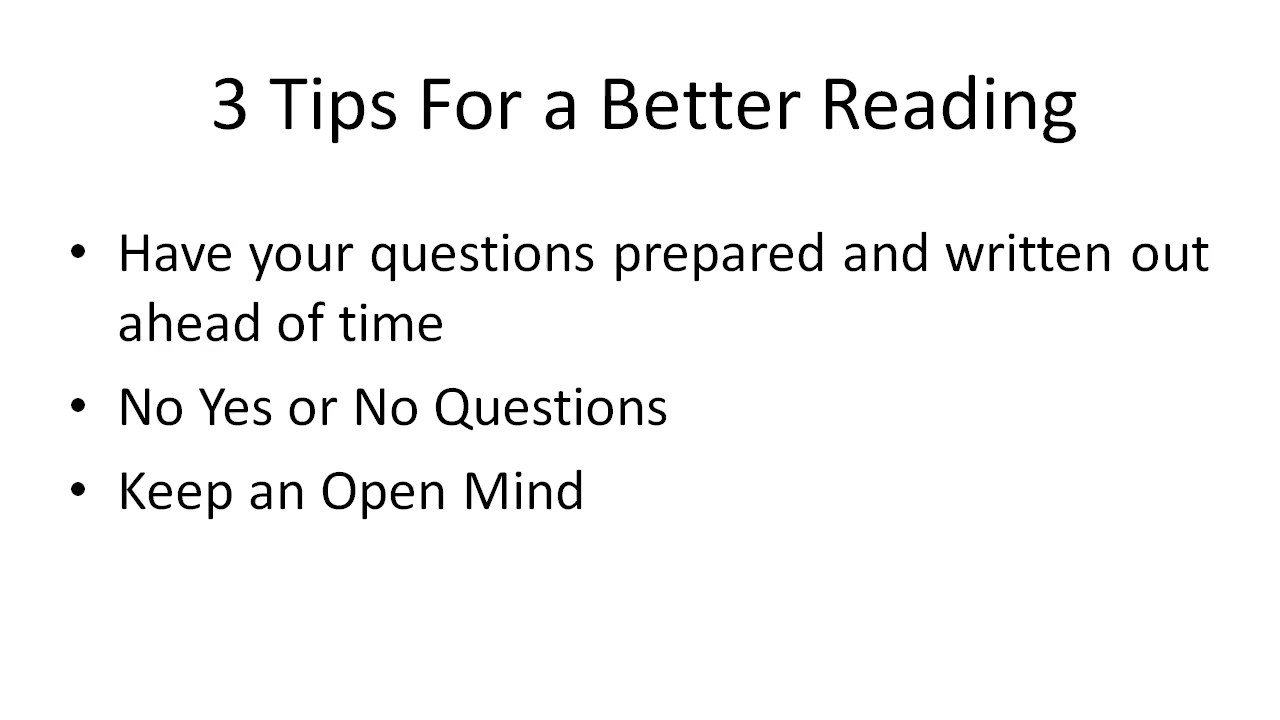 3 Tips For a Better Reading
• Have your questions prepared and written out
ahead of time
• No Yes or No Questions
• Keep an Open Mind